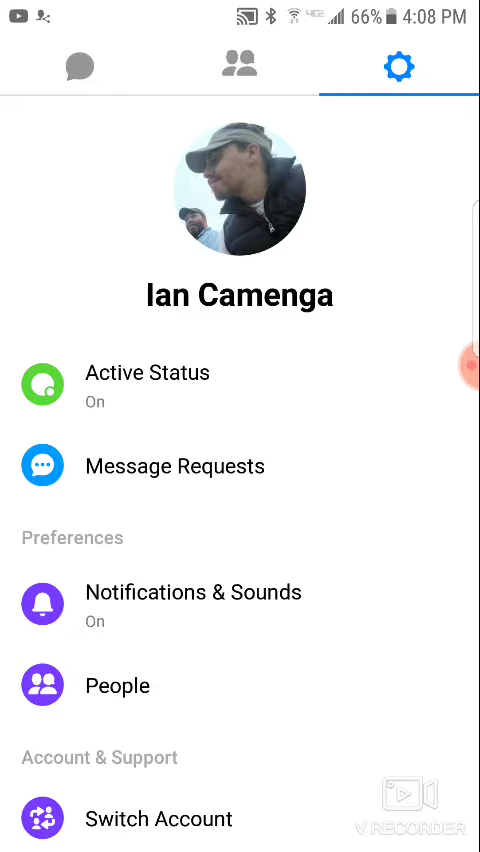 4GE 66% 4:08 PM
Ian Camenga
Active Status
On
Message Requests
Preferences
Notifications & Sounds
On
People
Account & Support
Switch Account
V RECORDER